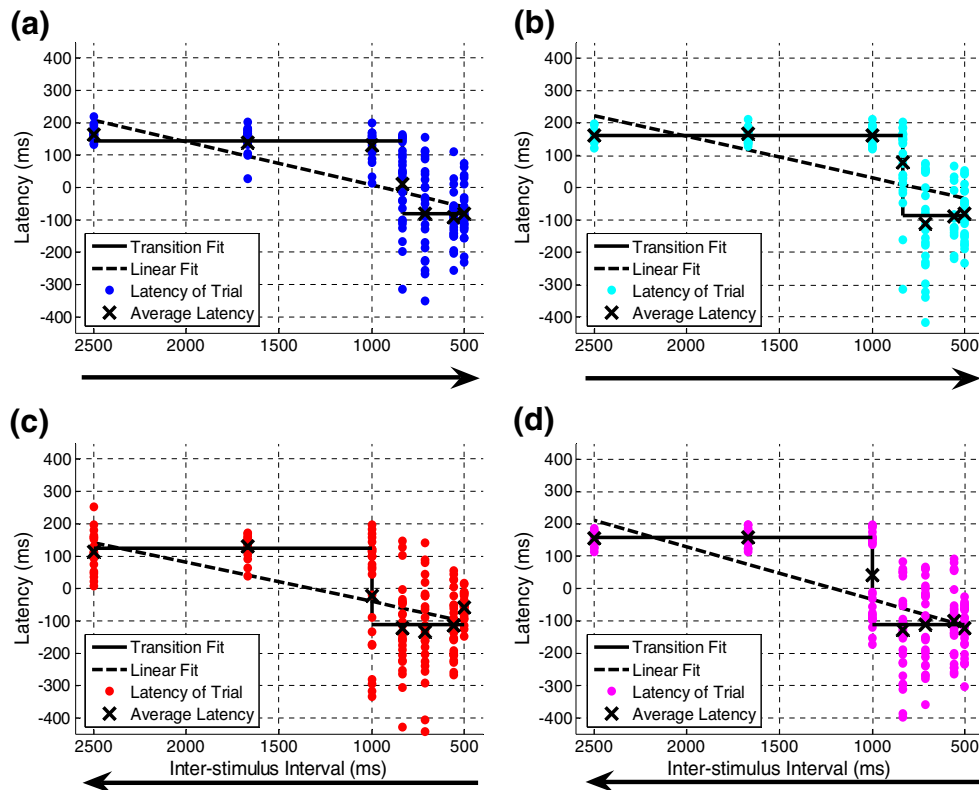 (a)
400
300
200
100
0
-100
-200
-300
-400
Latency (ms)
Transition Fit
Linear Fit
Latency of Trial
Average Latency
2500 2000 1500 1000 500
(b)
400
300
200
100
0
-100
-200
-300
-400
Latency (ms)
Transition Fit
Linear Fit
Latency of Trial
Average Latency
2500 2000 1500 1000 500
(c)
400
300
200
100
0
-100
-200
-300
-400
Latency (ms)
Transition Fit
Linear Fit
Latency of Trial
Average Latency
2500 2000 1500 1000 500
Inter-stimulus Interval (ms)
(d)
400
300
200
100
0
-100
-200
-300
-400
Latency (ms)
Transition Fit
Linear Fit
Latency of Trial
Average Latency
2500 2000 1500 1000 500
Inter-stimulus Interval (ms)